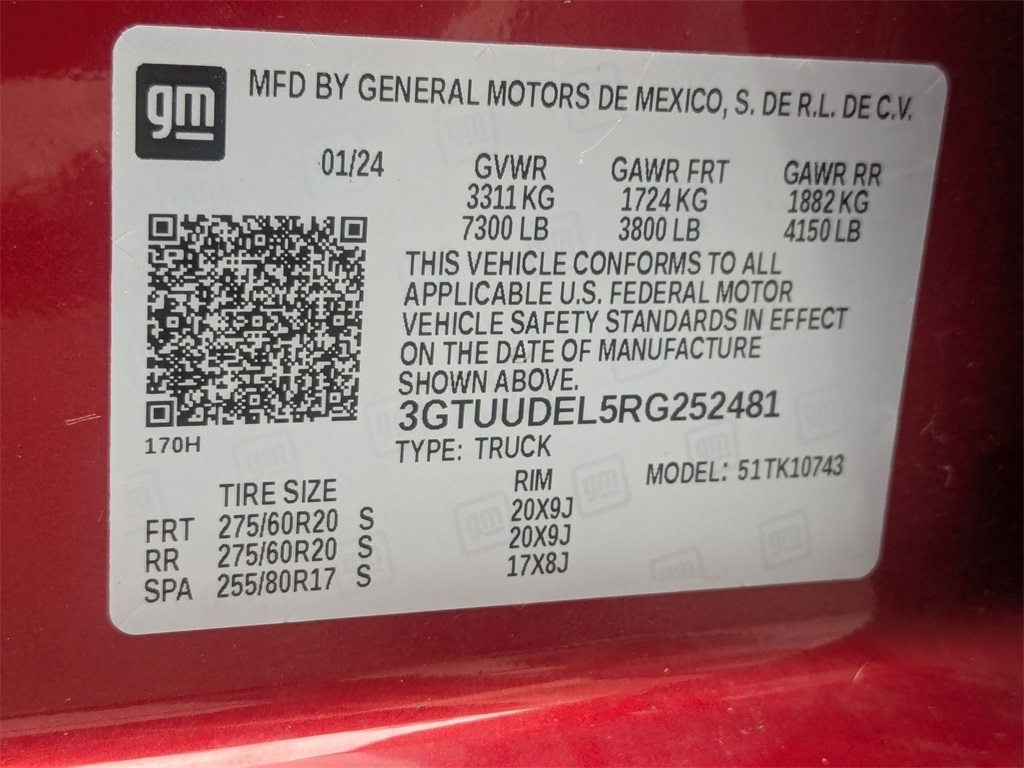 gm MFD BY GENERAL MOTORS DE MEXICO, S. DE R.L. DE C.V.
01/24 GVWR GAWR FRT GAWR RR
3311 KG 1724 KG 1882 KG
7300 LB 3800 LB 4150 LB
THIS VEHICLE CONFORMS TO ALL
APPLICABLE U.S. FEDERAL MOTOR
VEHICLE SAFETY STANDARDS IN EFFECT
ON THE DATE OF MANUFACTURE
SHOWN ABOVE.
3GTUUDEL5RG252481
170H
TYPE: TRUCK MODEL: 51TK10743
TIRE SIZE RIM
FRT 275/60R20 S 20X9J
RR 275/60R20 S 20X9J
SPA 255/80R17 S 17X8J